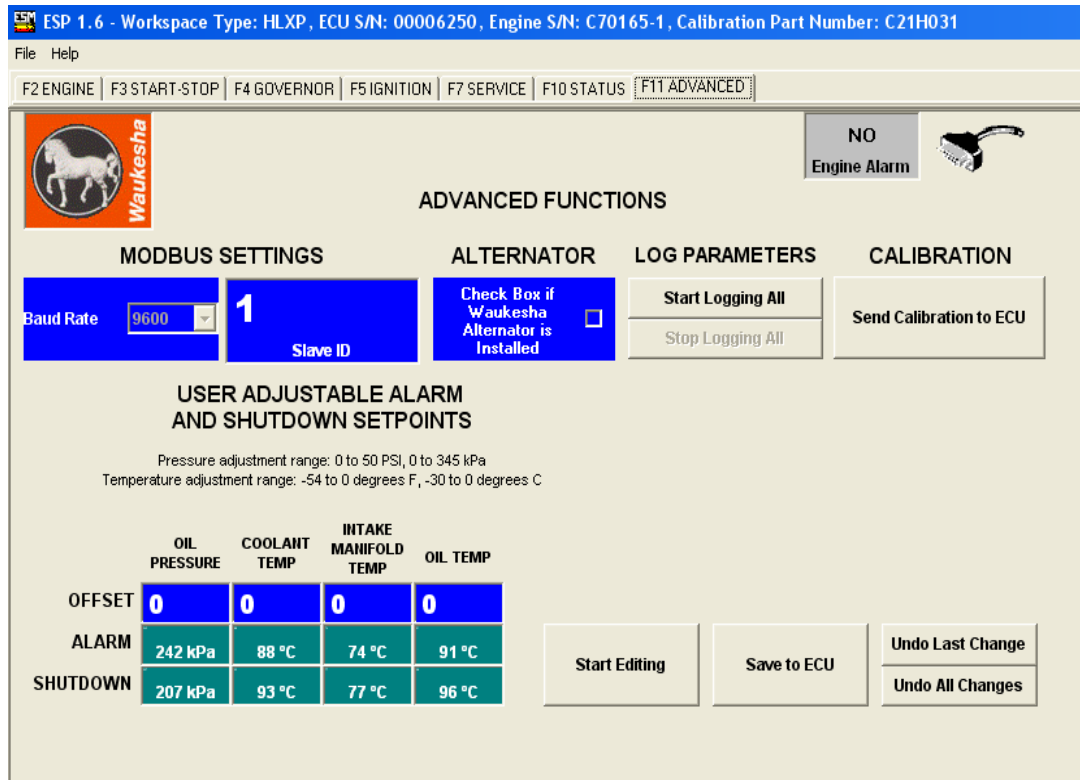 ESM ESP 1.6 - Workspace Type: HLXP, ECU S/N: 00006250, Engine S/N: C70165-1, Calibration Part Number: C21H031
File Help
F2 ENGINE F3 START-STOP F4 GOVERNOR F5 IGNITION F7 SERVICE F10 STATUS F11 ADVANCED
Waukesha
NO
Engine Alarm
ADVANCED FUNCTIONS
MODBUS SETTINGS
Baud Rate 9600
1
Slave ID
ALTERNATOR
Check Box if
Waukesha
Alternator is
Installed
LOG PARAMETERS
Start Logging All
Stop Logging All
CALIBRATION
Send Calibration to ECU
USER ADJUSTABLE ALARM
AND SHUTDOWN SETPOINTS
Pressure adjustment range: 0 to 50 PSI, 0 to 345 kPa
Temperature adjustment range: -54 to 0 degrees F, -30 to 0 degrees C
OIL
PRESSURE
COOLANT
TEMP
INTAKE
MANIFOLD
TEMP
OIL TEMP
OFFSET 0 0 0 0
ALARM 242 kPa 88 °C 74 °C 91 °C
SHUTDOWN 207 kPa 93 °C 77 °C 96 °C
Start Editing
Save to ECU
Undo Last Change
Undo All Changes